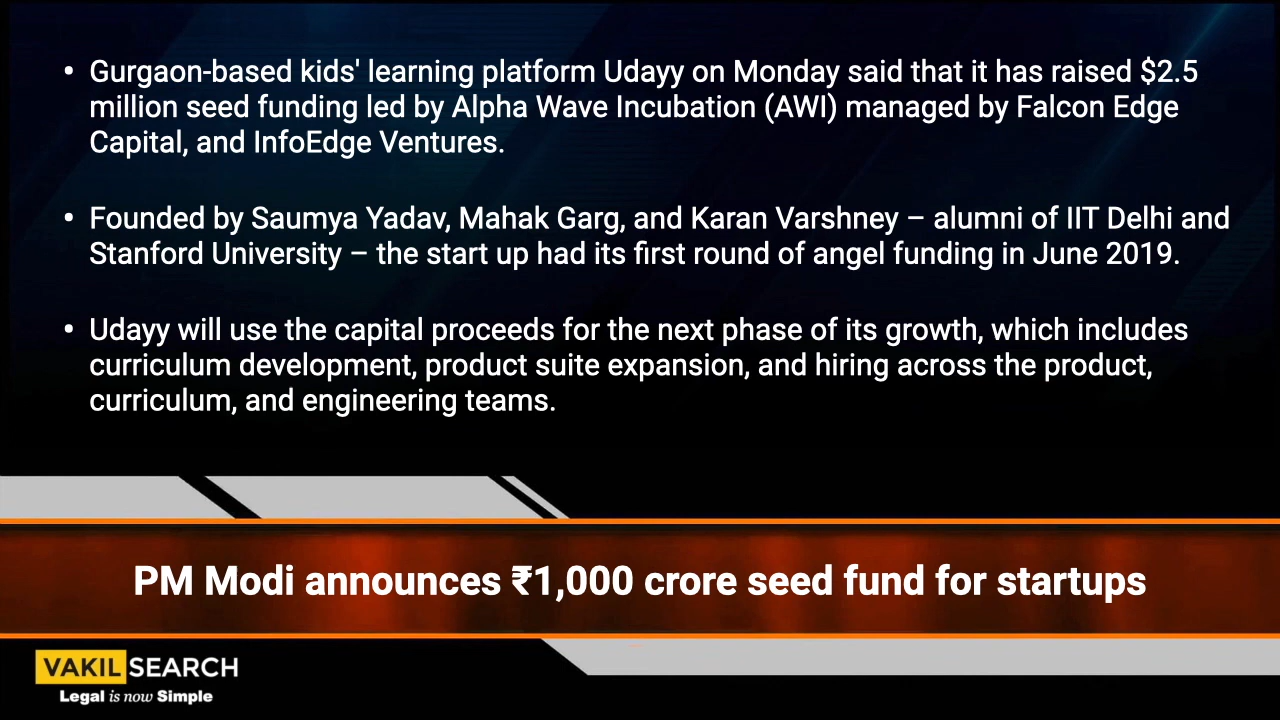 • Gurgaon-based kids' learning platform Udayy on Monday said that it has raised $2.5
million seed funding led by Alpha Wave Incubation (AWI) managed by Falcon Edge
Capital, and InfoEdge Ventures.
• Founded by Saumya Yadav, Mahak Garg, and Karan Varshney – alumni of IIT Delhi and
Stanford University – the start up had its first round of angel funding in June 2019.
• Udayy will use the capital proceeds for the next phase of its growth, which includes
curriculum development, product suite expansion, and hiring across the product,
curriculum, and engineering teams.
PM Modi announces ₹1,000 crore seed fund for startups
VAKILSEARCH
Legal is now Simple